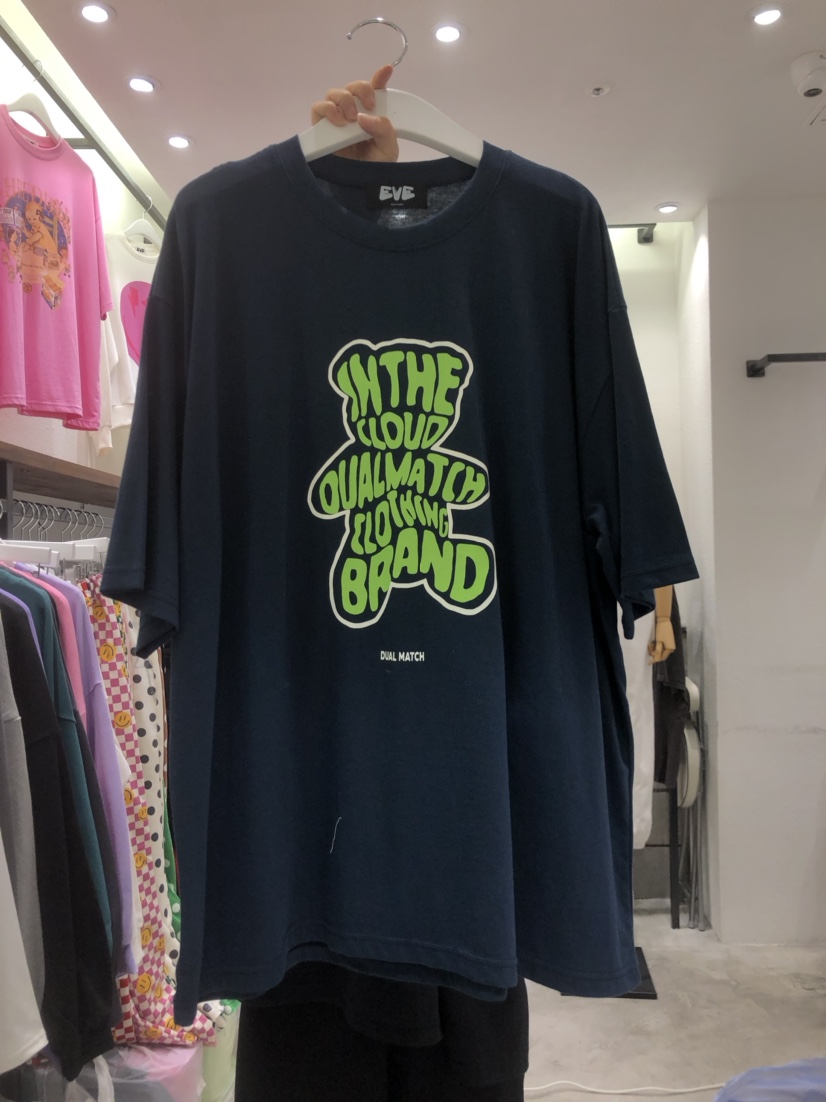 EVE
IN THE
CLOUD
DUALMATCH
CLOTHING
BRAND
DUAL MATCH